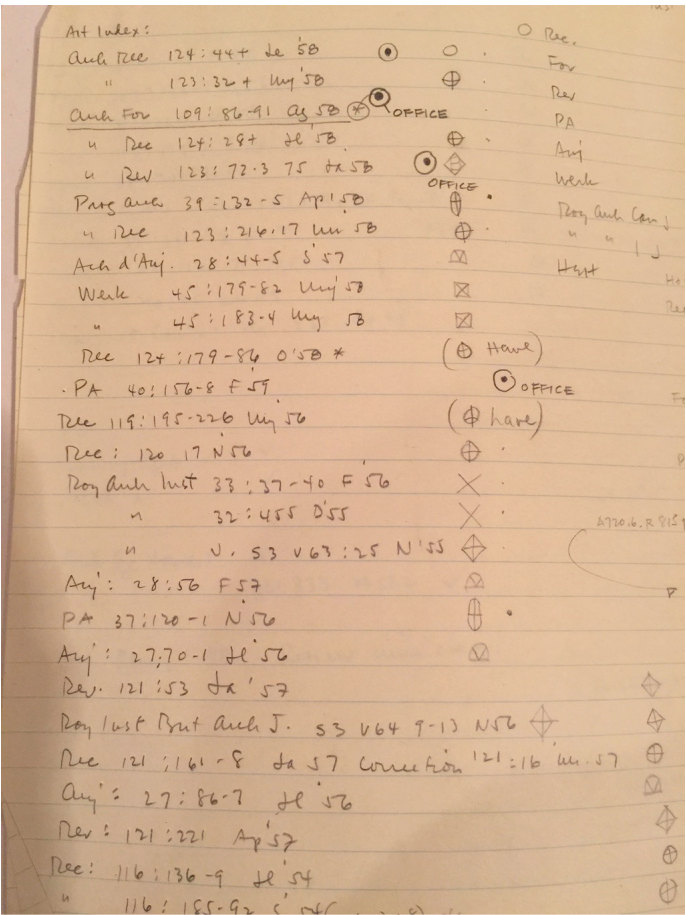 Art Index:
Arch Rec 124:44+ Je '58
" 123:32+ My '58
Arch For 109:86-91 Ag 58 * OFFICE
" Rec 124:28+ Jl 58
" Rev 123:72-3 75 Ja 58
OFFICE
Prog arch 39:132-5 Ap '58
" Rec 123:216-17 Mr 58
Arch d'Auj. 28:44-5 S '57
Werk 45:179-82 My '58
" 45:183-4 My 58
Rec 124:179-86 O '58 * (Have)
PA 40:156-8 F 59 OFFICE
Rec 119:195-226 My 56 (have)
Rec: 120 17 N 56
Roy Arch Inst 33:37-40 F 56
" 32:455 D '55
" J. S3 V63:25 N '55
Auj: 28:56 F 57
PA 37:120-1 N 56
Auj: 27:70-1 Jl 56
Rev. 121:53 Ja '57
Roy Inst Brit Arch J. S3 V64 9-13 N 56
Rec 121:161-8 Ja 57 Correction 121:16 Mr. 57
Auj: 27:86-7 Jl '56
Rev: 121:221 Ap '57
Rec: 116:136-9 Jl '54
" 116:185-92 S '54
Rec.
For
Rev
PA
Auj
Werk
Roy Arch Can J
" " J
A720.6.R815